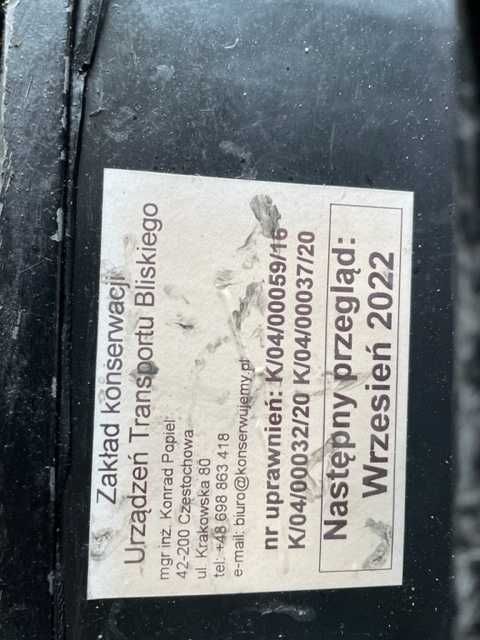 Zakład konserwacji
Urządzeń Transportu Bliskiego
mgr inż. Konrad Popiel
42-200 Częstochowa
ul. Krakowska 80
tel: +48 698 863 418
e-mail: biuro@konserwujemy.pl
nr uprawnień: K/04/00059/16
K/04/00032/20 K/04/00037/20
Następny przegląd:
Wrzesień 2022